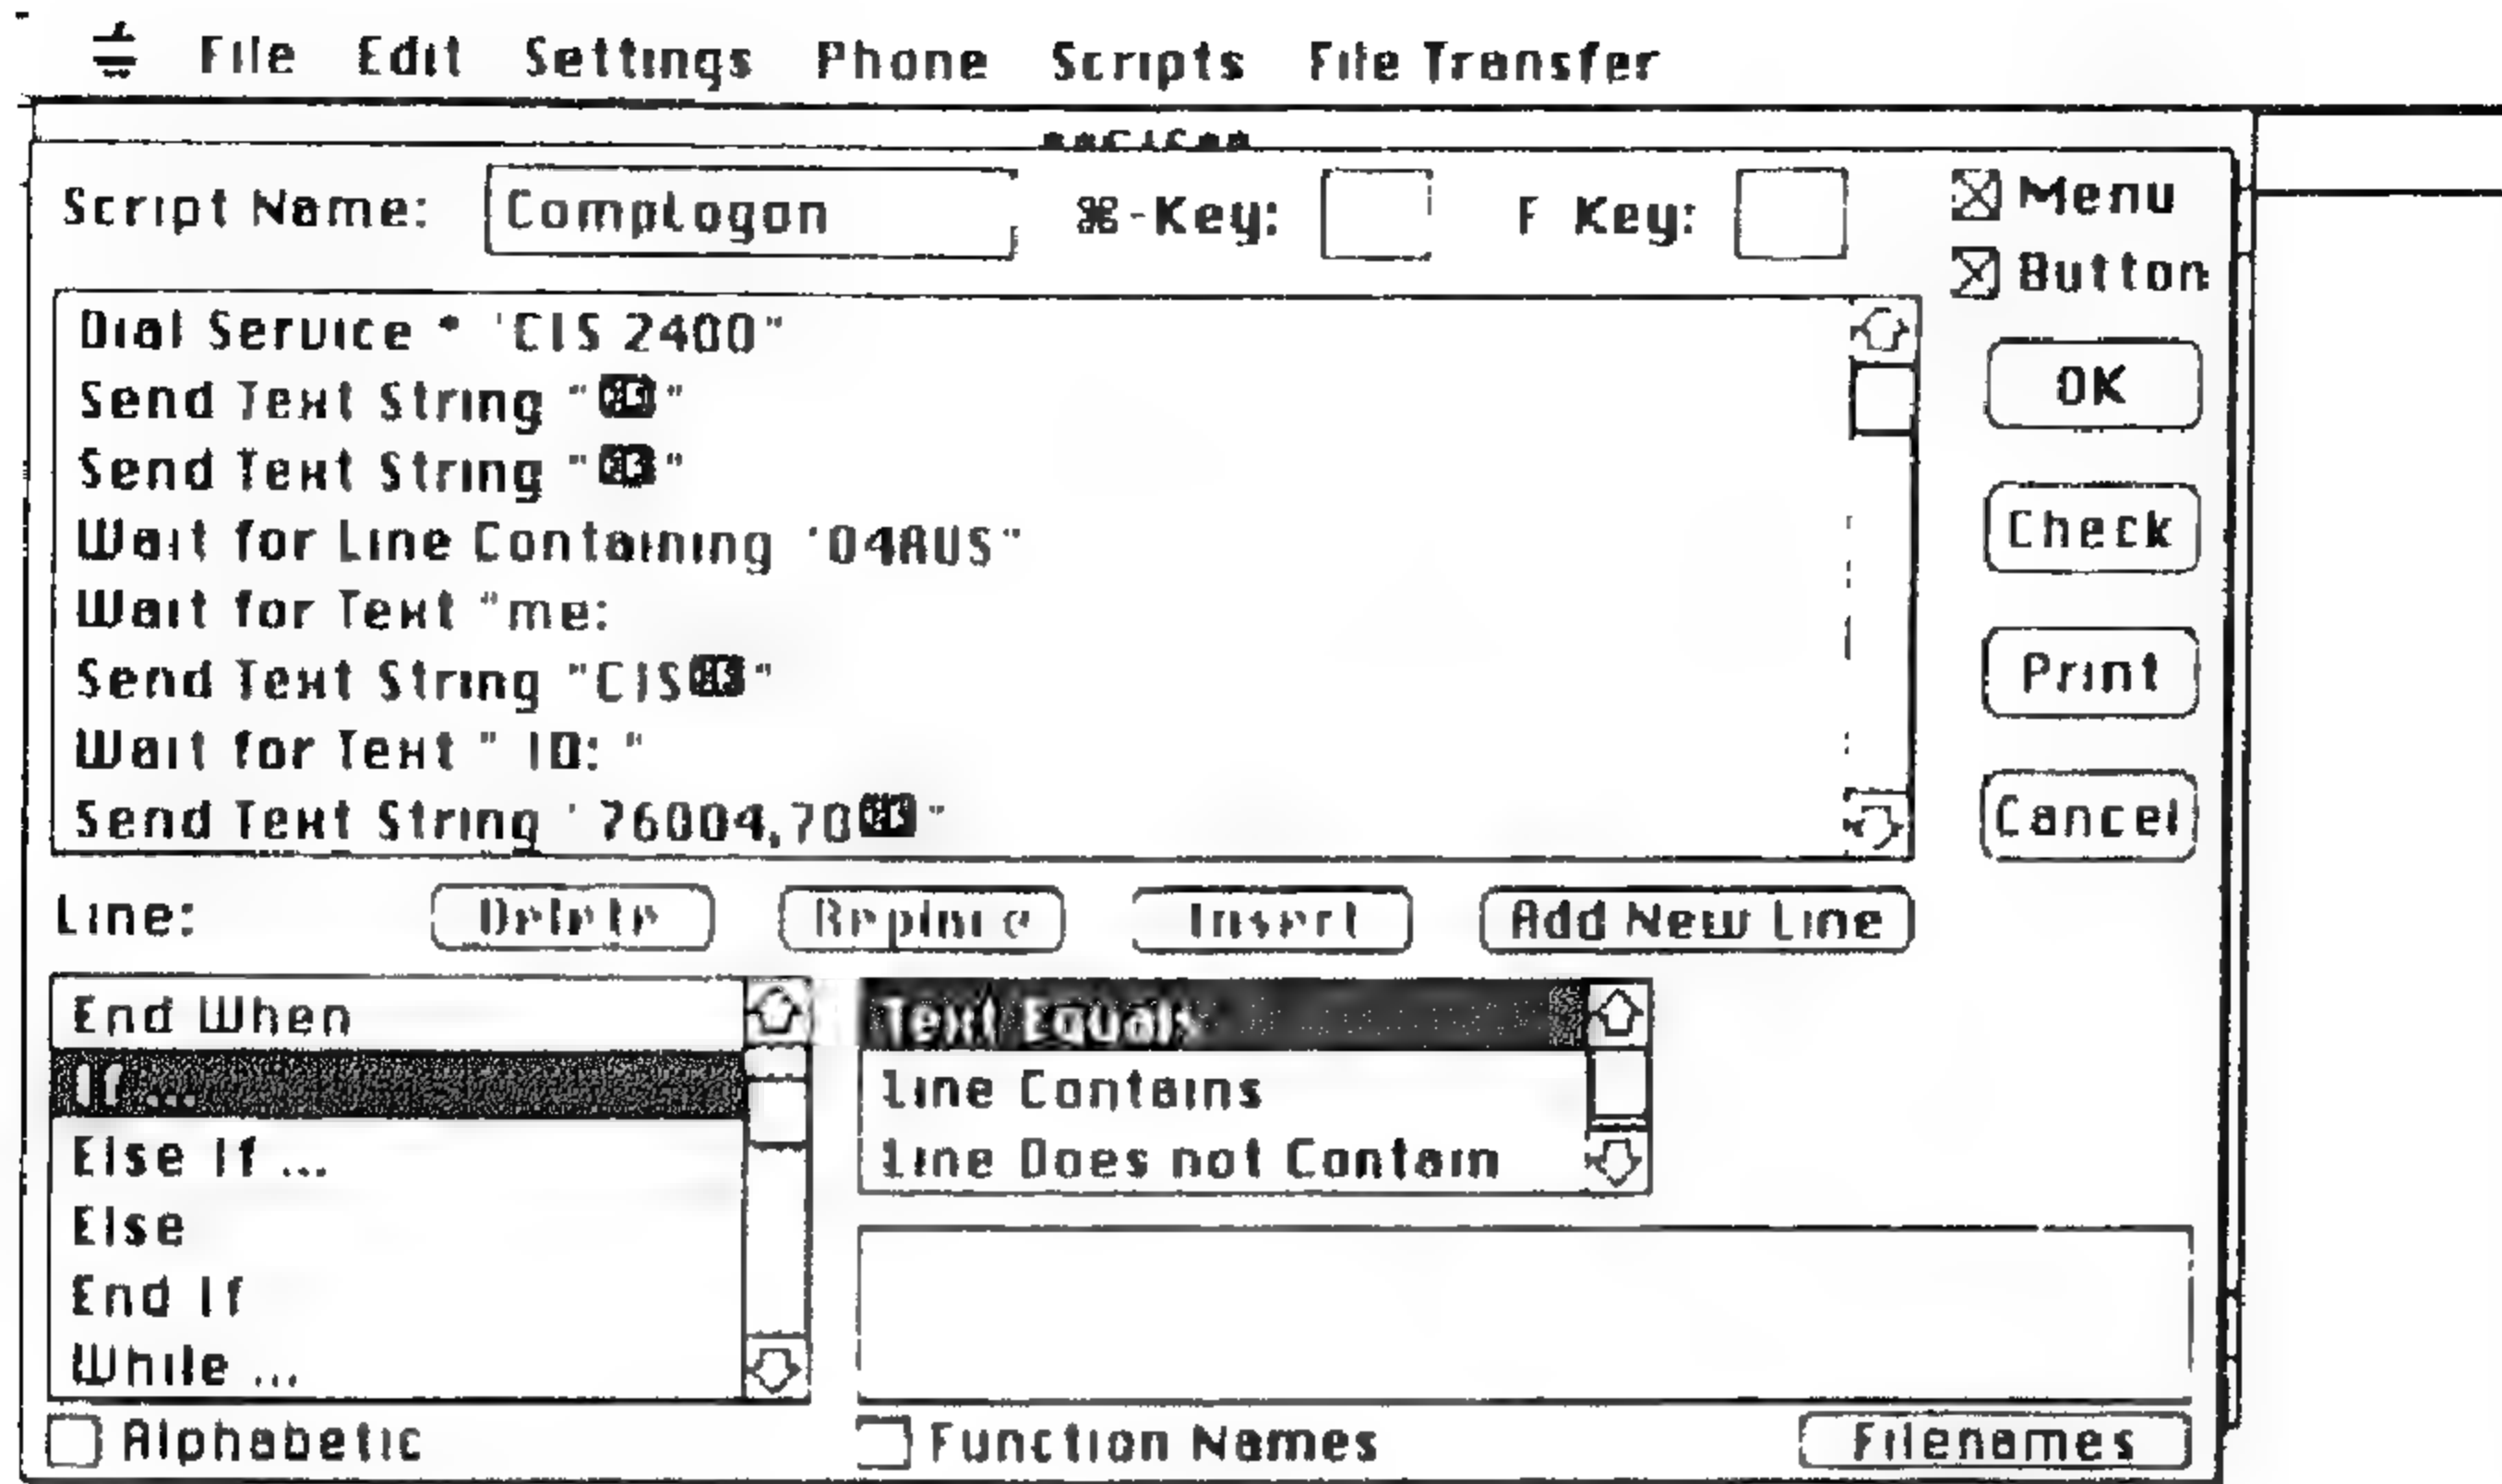 File Edit Settings Phone Scripts File Transfer
Script Name: CompLogon ⌘-Key: F Key: Menu
Button
Dial Service * "CIS 2400"
Send Text String " "
Send Text String " "
Wait for Line Containing "04AUS"
Wait for Text "me:
Send Text String "CIS "
Wait for Text " ID: "
Send Text String "76004,70 "
OK
Check
Print
Cancel
Line: Delete Replace Insert Add New Line
End When
If ...
Else If ...
Else
End If
While ...
Text Equals
Line Contains
Line Does not Contain
Alphabetic
Function Names
Filenames